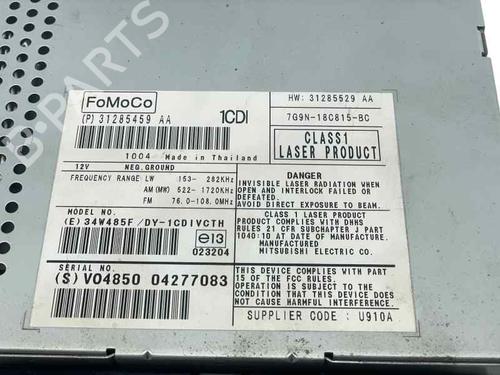 FoMoCo
(P) 31285459 AA
1CDI
HW: 31285529 AA
7G9N-18C815-BC
CLASS1
LASER PRODUCT
1004 / Made in Thailand
12V NEG.GROUND
FREQUENCY RANGE: LW 153- 282KHz
AM(MW) 522- 1720KHz
FM 76.0-108.0MHz
MODEL NO.
(E) 34W485F /DY-1CDIVCTH
e13
023204
SERIAL NO.
(S) VO4850 04277083
DANGER
INVISIBLE LASER RADIATION WHEN
OPEN AND INTERLOCK FAILED OR
DEFEATED.
AVOID DIRECT EXPOSURE TO BEAM.
CLASS 1 LASER PRODUCT
PRODUCT COMPLIES WITH DHHS
RULES 21 CFR SUBCHAPTER J PART
1040:10 AT DATE OF MANUFACTURE.
MANUFACTURED
MITSUBISHI ELECTRIC CO.
THIS DEVICE COMPLIES WITH PART
15 OF THE FCC RULES.
OPERATION IS SUBJECT TO THE
CONDITION THAT THIS DEVICE DOES
NOT CAUSE HARMFUL INTERFERENCE.
SUPPLIER CODE : U910A
B-PARTS